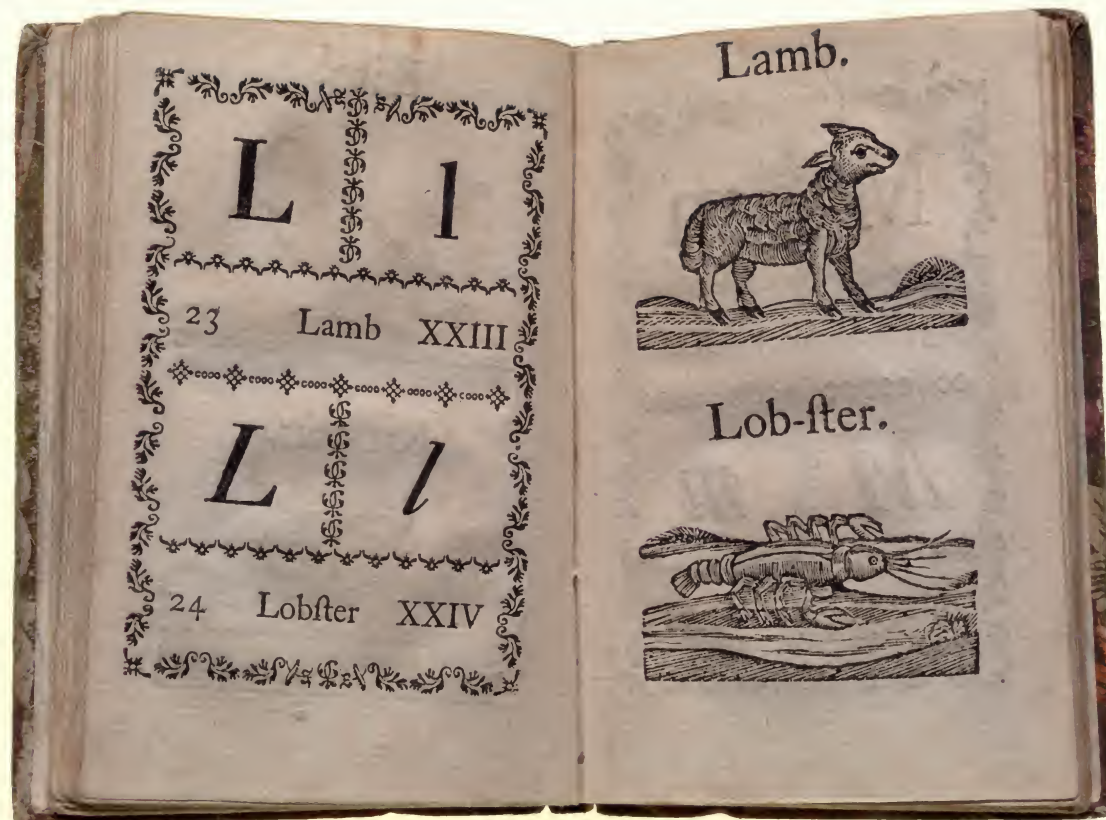 L l
23 Lamb XXIII
L l
24 Lobſter XXIV
Lamb.
Lob-ſter.